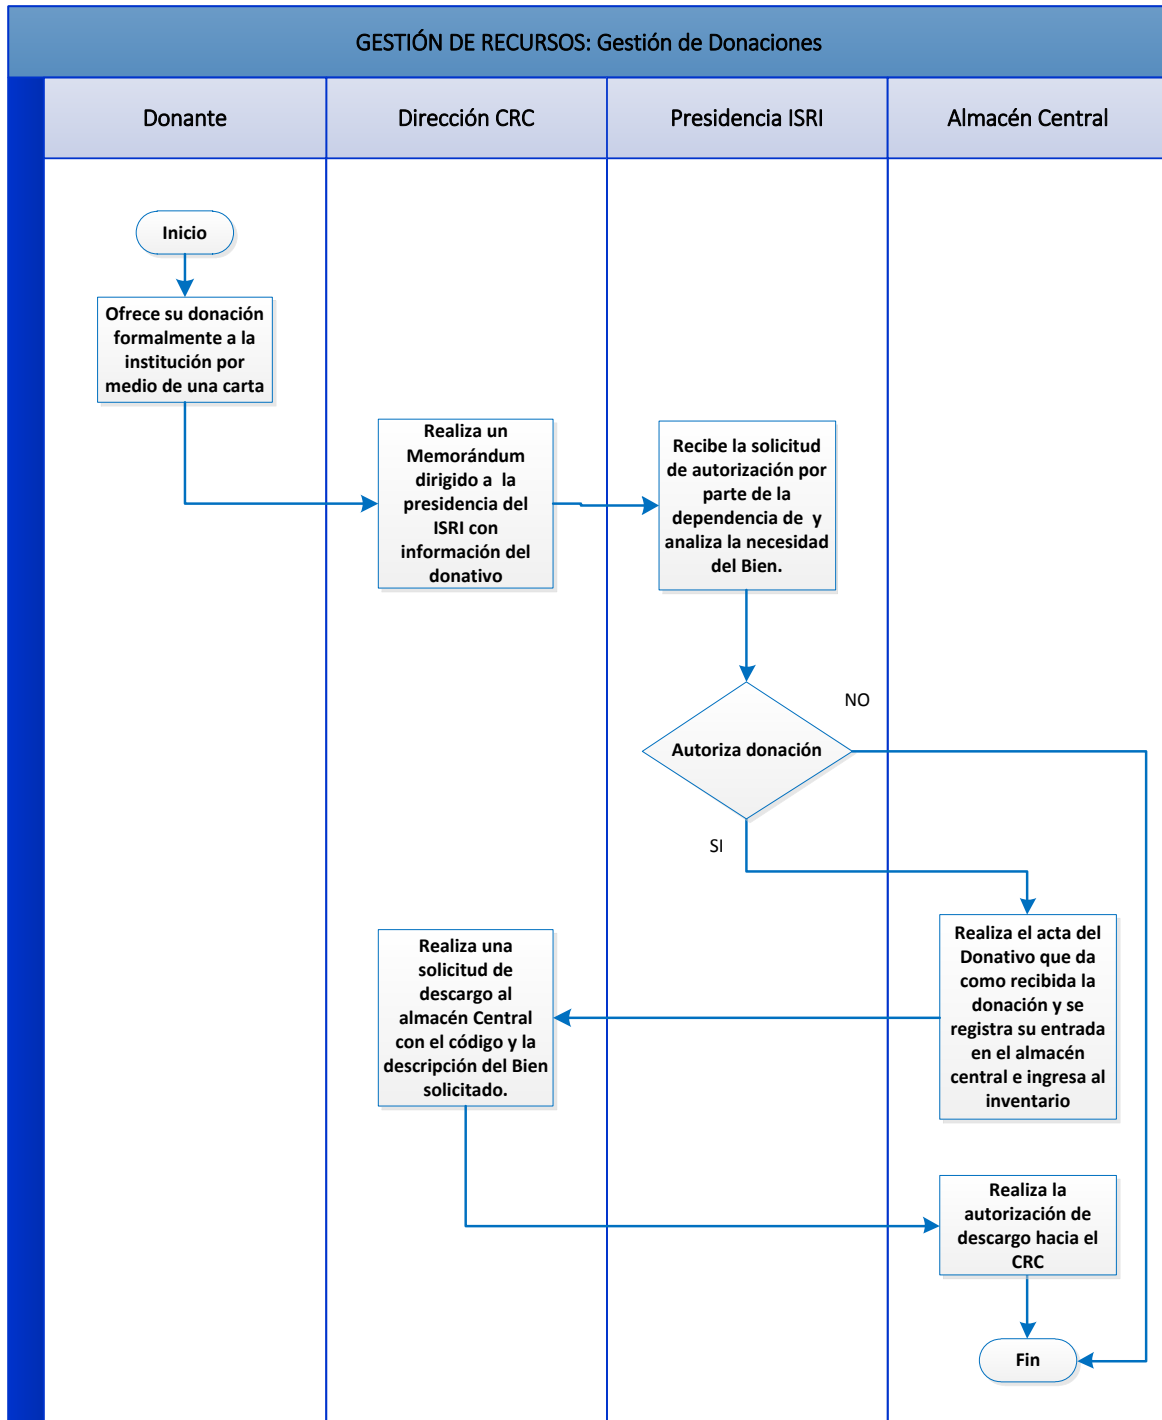 GESTIÓN DE RECURSOS: Gestión de Donaciones
Donante
Dirección CRC
Presidencia ISRI
Almacén Central
Inicio
Ofrece su donación
formalmente a la
institución por
medio de una carta
Realiza un
Memorándum
dirigido a la
presidencia del
ISRI con
información del
donativo
Recibe la solicitud
de autorización por
parte de la
dependencia de y
analiza la necesidad
del Bien.
NO
Autoriza donación
SI
Realiza el acta del
Donativo que da
como recibida la
donación y se
registra su entrada
en el almacén
central e ingresa al
inventario
Realiza una
solicitud de
descargo al
almacén Central
con el código y la
descripción del Bien
solicitado.
Realiza la
autorización de
descargo hacia el
CRC
Fin